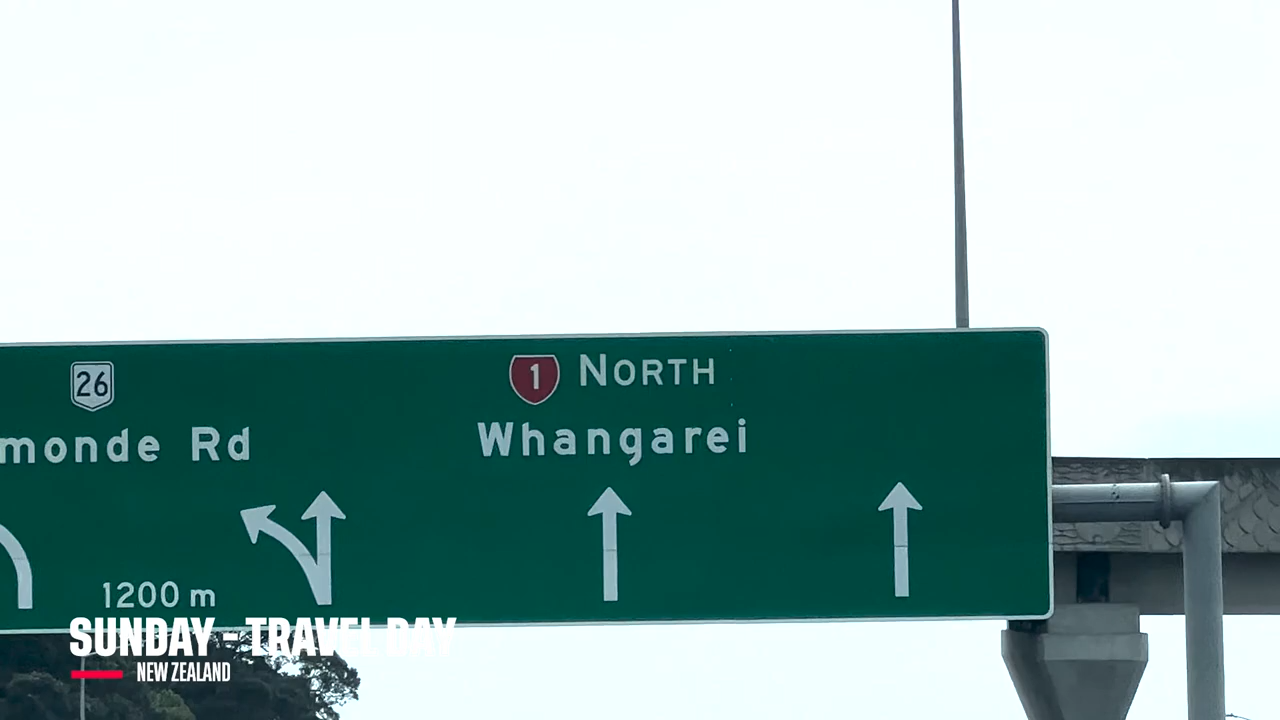 26
monde Rd
1200 m
1 NORTH
Whangarei
SUNDAY - TRAVEL DAY
NEW ZEALAND